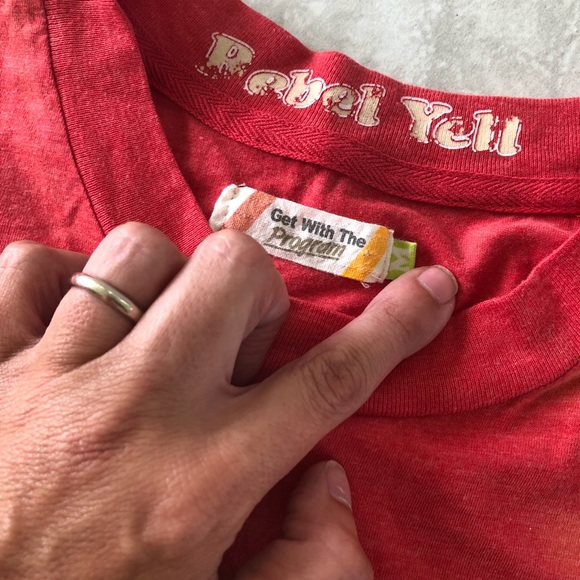 Rebel Yell
Get With The
Program
M